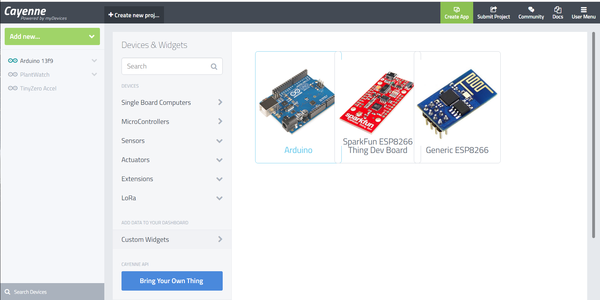 Cayenne
Powered by myDevices
+ Create new proj...
Create App
Submit Project
Community
Docs
User Menu
Add new...
Arduino 13f9
PlantWatch
TinyZero Accel
Search Devices
Devices & Widgets
Search
DEVICES
Single Board Computers
MicroControllers
Sensors
Actuators
Extensions
LoRa
ADD DATA TO YOUR DASHBOARD
Custom Widgets
CAYENNE API
Bring Your Own Thing
sparkfun
Arduino
SparkFun ESP8266
Thing Dev Board
Generic ESP8266